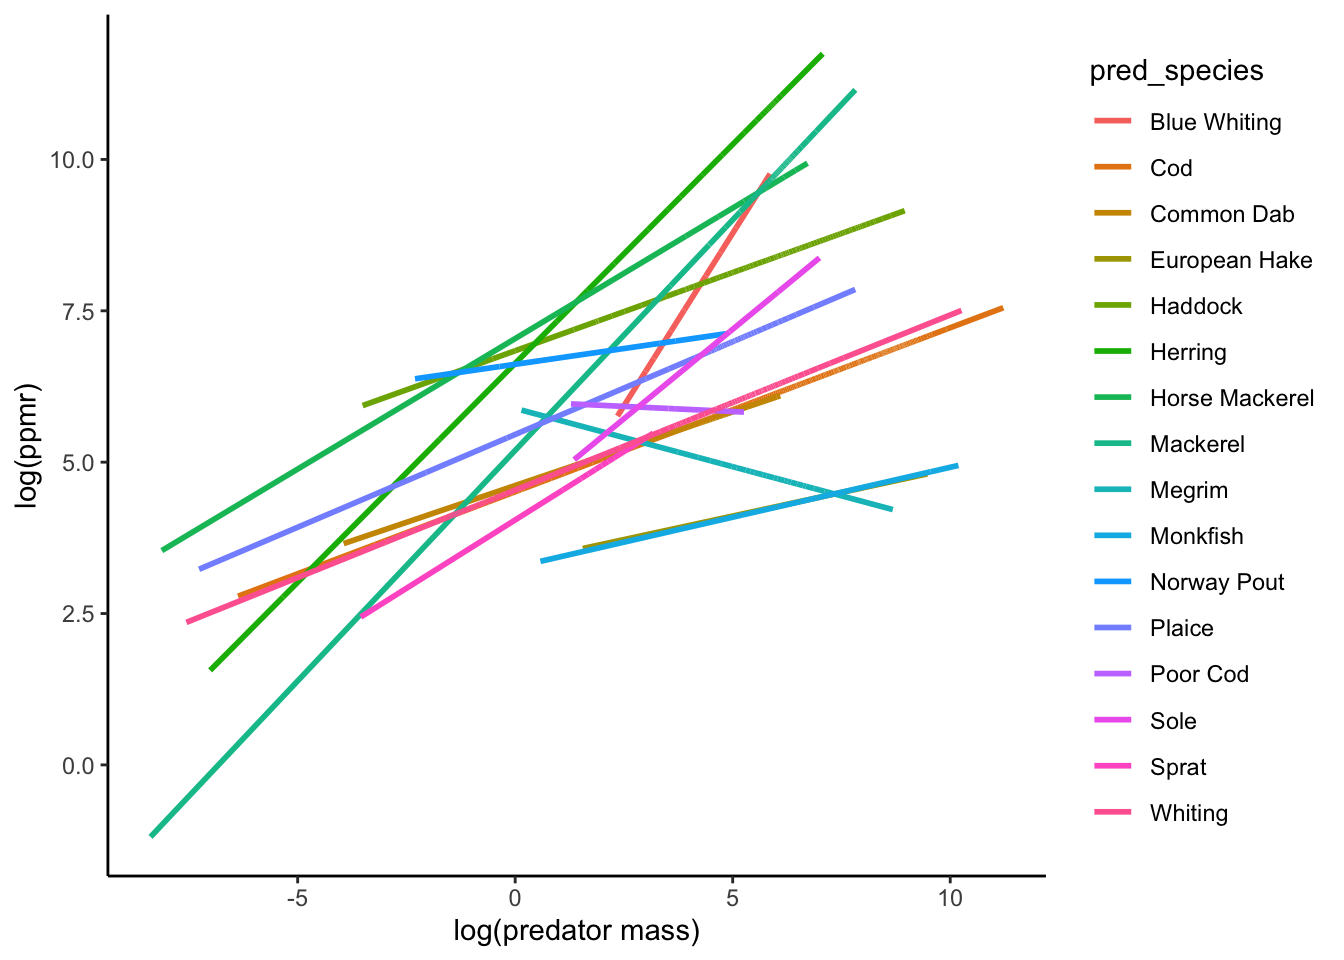 10.0
7.5
5.0
2.5
0.0
log(ppmr)
-5
0
5
10
log(predator mass)
pred_species
Blue Whiting
Cod
Common Dab
European Hake
Haddock
Herring
Horse Mackerel
Mackerel
Megrim
Monkfish
Norway Pout
Plaice
Poor Cod
Sole
Sprat
Whiting